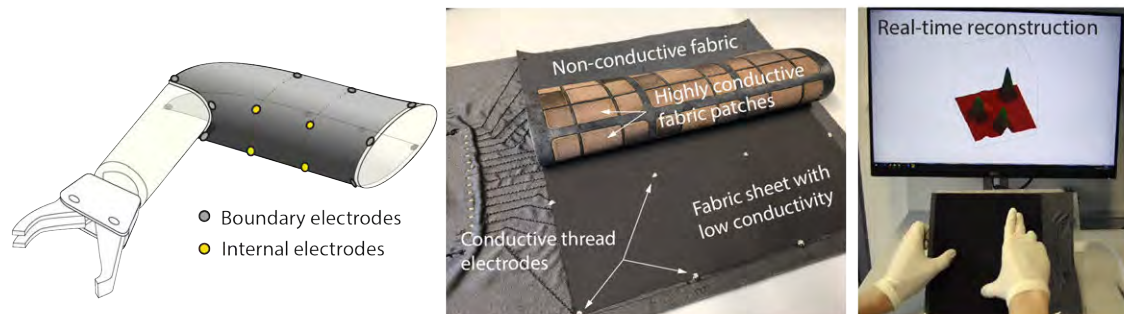 Boundary electrodes
Internal electrodes
Non-conductive fabric
Highly conductive
fabric patches
Fabric sheet with
low conductivity
Conductive thread
electrodes
Real-time reconstruction